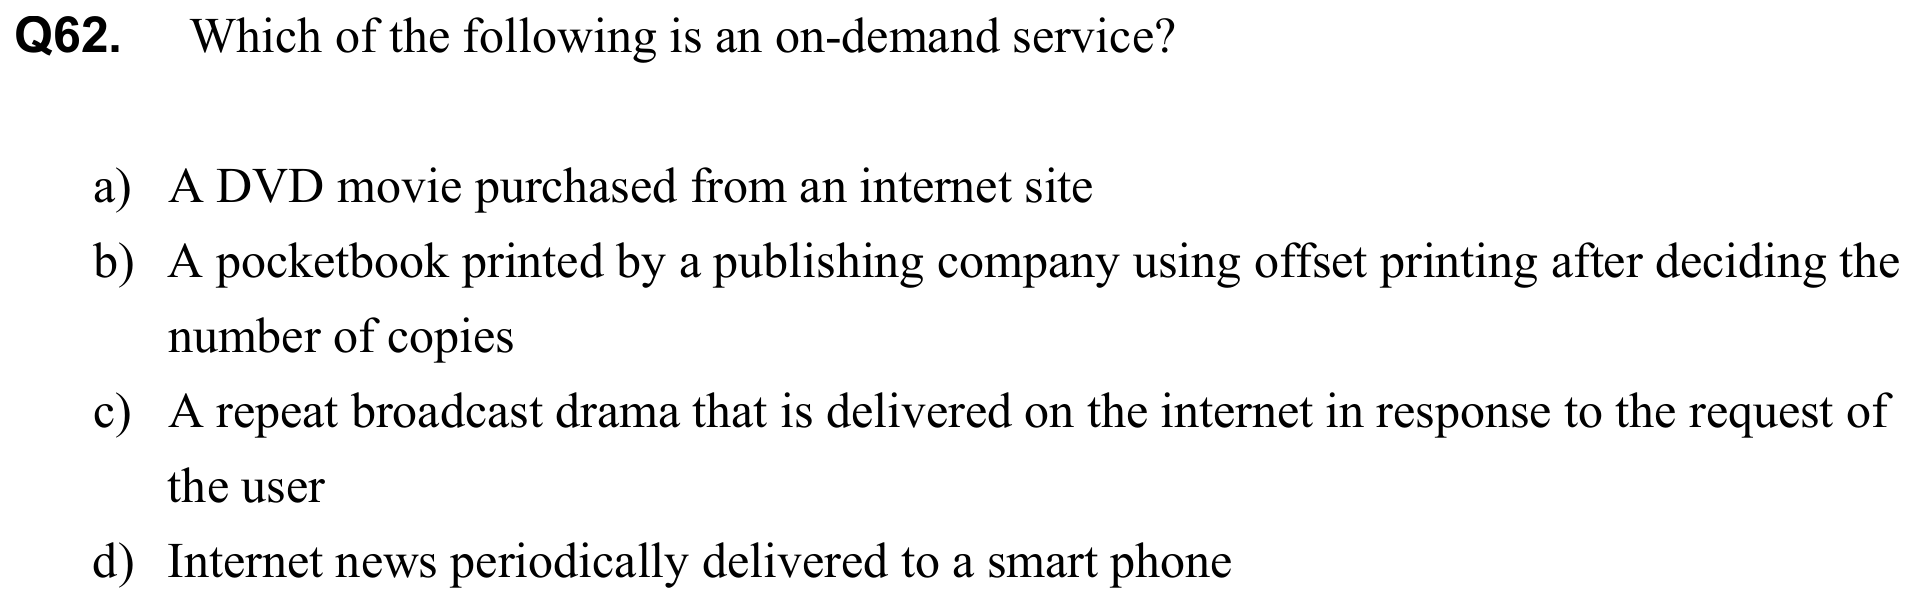 Q62. Which of the following is an on-demand service?
a) A DVD movie purchased from an internet site
b) A pocketbook printed by a publishing company using offset printing after deciding the
number of copies
c) A repeat broadcast drama that is delivered on the internet in response to the request of
the user
d) Internet news periodically delivered to a smart phone